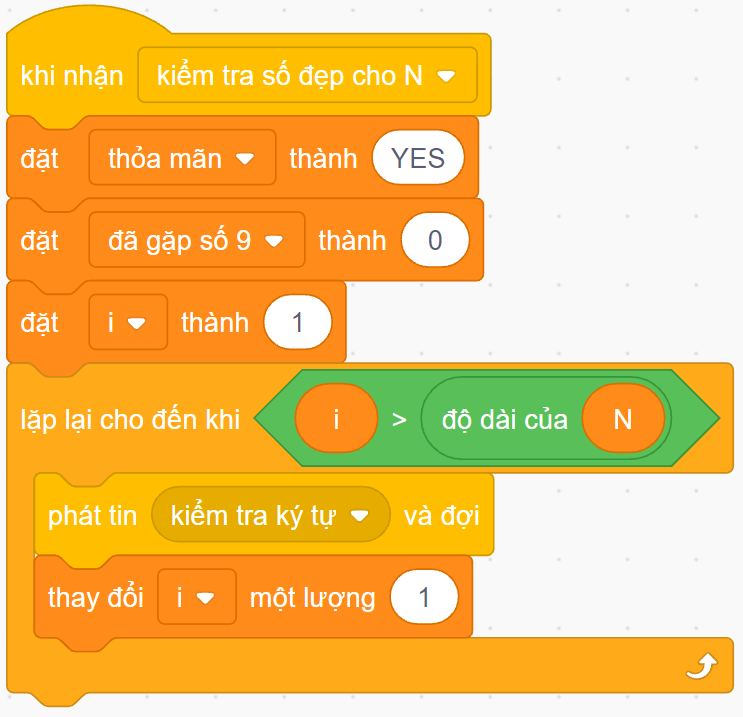 khi nhận kiểm tra số đẹp cho N
đặt thỏa mãn thành YES
đặt đã gặp số 9 thành 0
đặt i thành 1
lặp lại cho đến khi i > độ dài của N
phát tin kiểm tra ký tự và đợi
thay đổi i một lượng 1